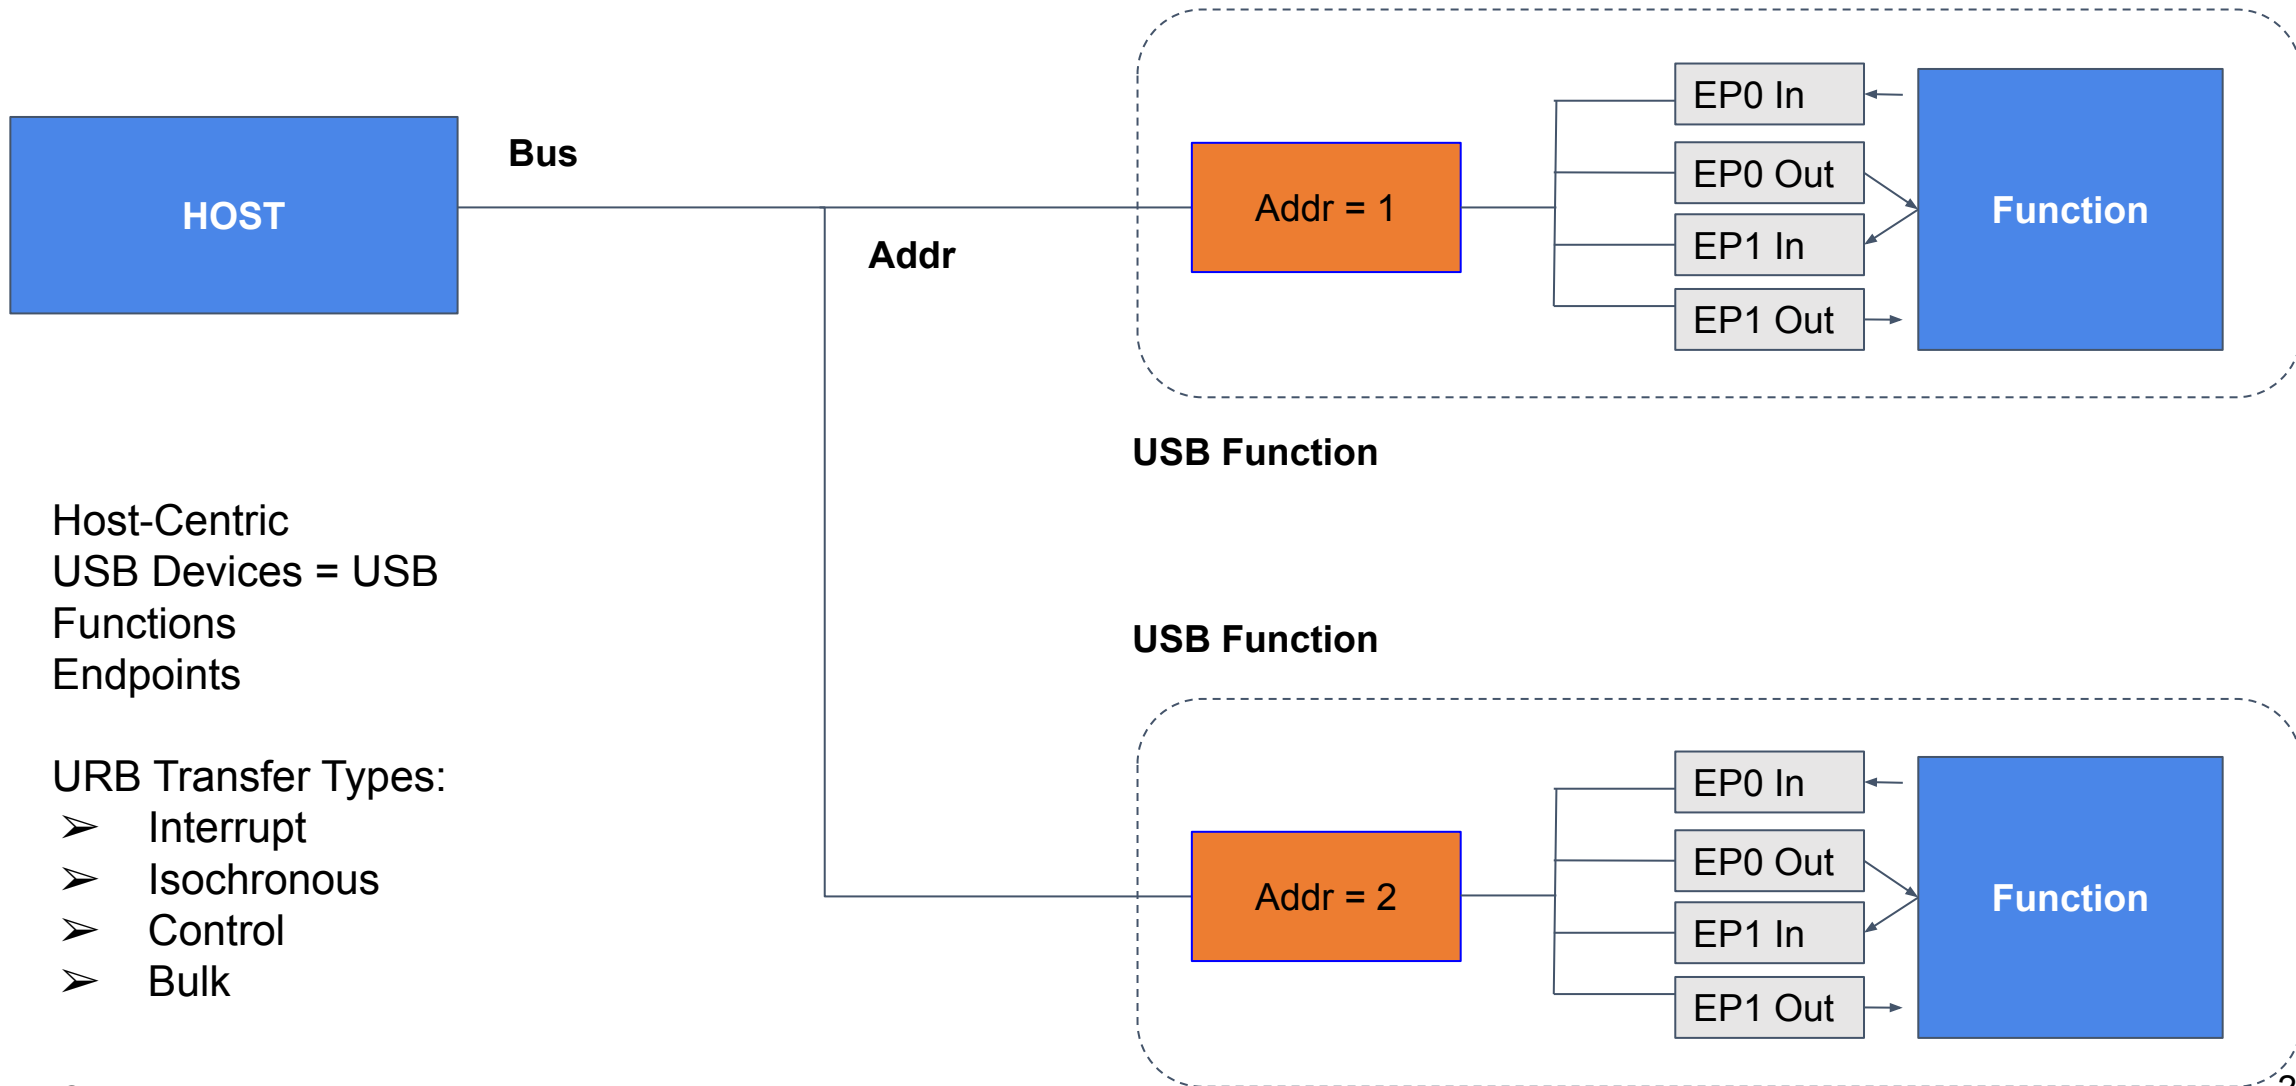 HOST
Bus
Addr
Addr = 1
EP0 In
EP0 Out
EP1 In
EP1 Out
Function
USB Function
Host-Centric
USB Devices = USB
Functions
Endpoints
URB Transfer Types:
➢ Interrupt
➢ Isochronous
➢ Control
➢ Bulk
USB Function
Addr = 2
EP0 In
EP0 Out
EP1 In
EP1 Out
Function